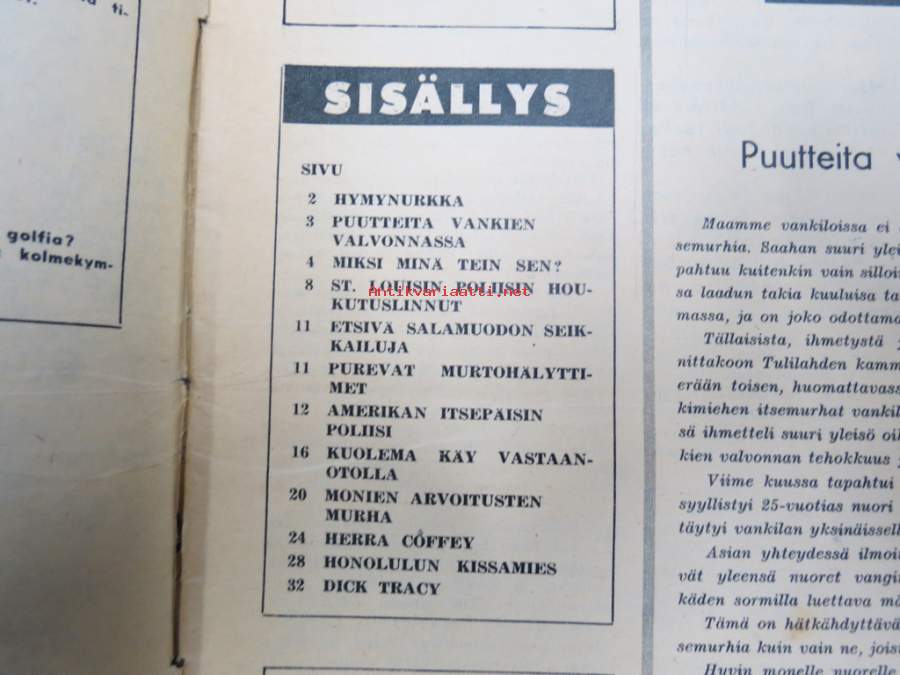 golfia?
kolmekym-
SISÄLLYS
SIVU
2 HYMYNURKKA
3 PUUTTEITA VANKIEN
VALVONNASSA
4 MIKSI MINÄ TEIN SEN?
8 ST. LOUISIN POLIISIN HOU-
KUTUSLINNUT
11 ETSIVÄ SALAMUODON SEIK-
KAILUJA
11 PUREVAT MURTOHÄLYTTI-
MET
12 AMERIKAN ITSEPÄISIN
POLIISI
16 KUOLEMA KÄY VASTAAN-
OTOLLA
20 MONIEN ARVOITUSTEN
MURHA
24 HERRA COFFEY
28 HONOLULUN KISSAMIES
32 DICK TRACY
Antikvariaatti.net
Puutteita
Maamme vankiloissa ei
semurhia. Saahan suuri ylei
pahtuu kuitenkin vain silloi
sa laadun takia kuuluisa ta
massa, ja on joko odottama
Tällaisista, ihmetystä
nittakoon Tulilahden kamm
erään toisen, huomattavass
kimiehen itsemurhat vankil
sä ihmetteli suuri yleisö oik
kien valvonnan tehokkuus
Viime kuussa tapahtui
syyllistyi 25-vuotias nuori
täytyi vankilan yksinäissell
Asian yhteydessä ilmoi
vät yleensä nuoret vangi
käden sormilla luettava mä
Tämä on hätkähdyttävä
semurhia kuin vain ne, jois
Hyvin monelle nuorelle